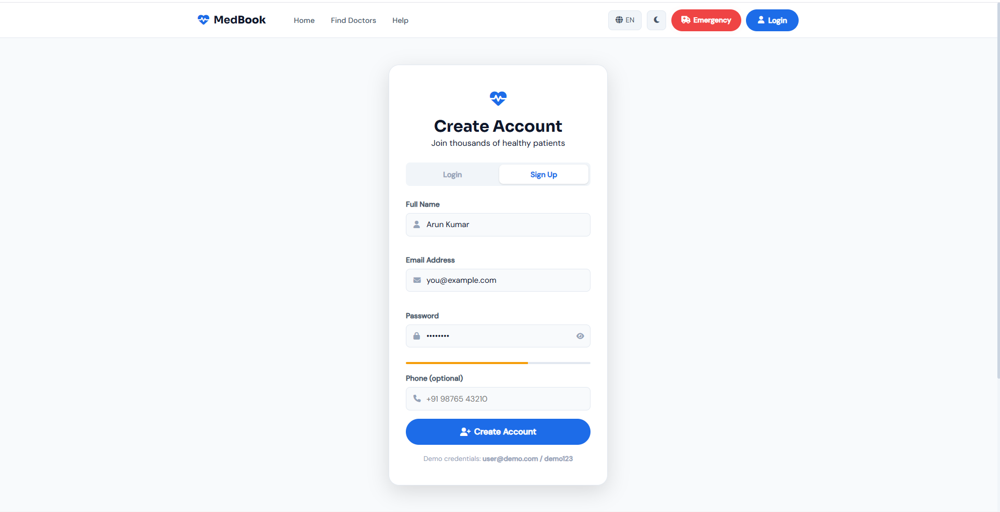 MedBook
Home
Find Doctors
Help
EN
Emergency
Login
Create Account
Join thousands of healthy patients
Login
Sign Up
Full Name
Arun Kumar
Email Address
you@example.com
Password
••••••••
Phone (optional)
+91 98765 43210
Create Account
Demo credentials: user@demo.com / demo123